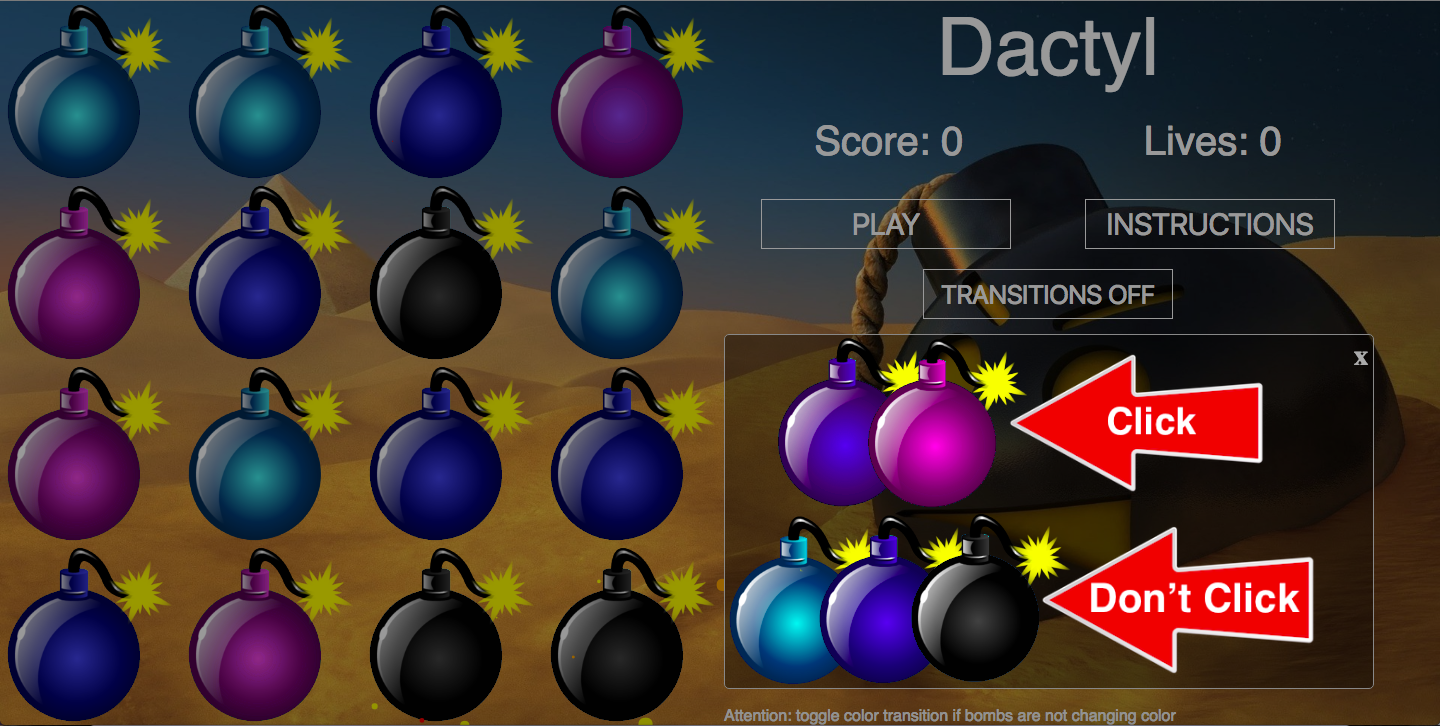 Dactyl
Score: 0
Lives: 0
PLAY
INSTRUCTIONS
TRANSITIONS OFF
x
Click
Don’t Click
Attention: toggle color transition if bombs are not changing color